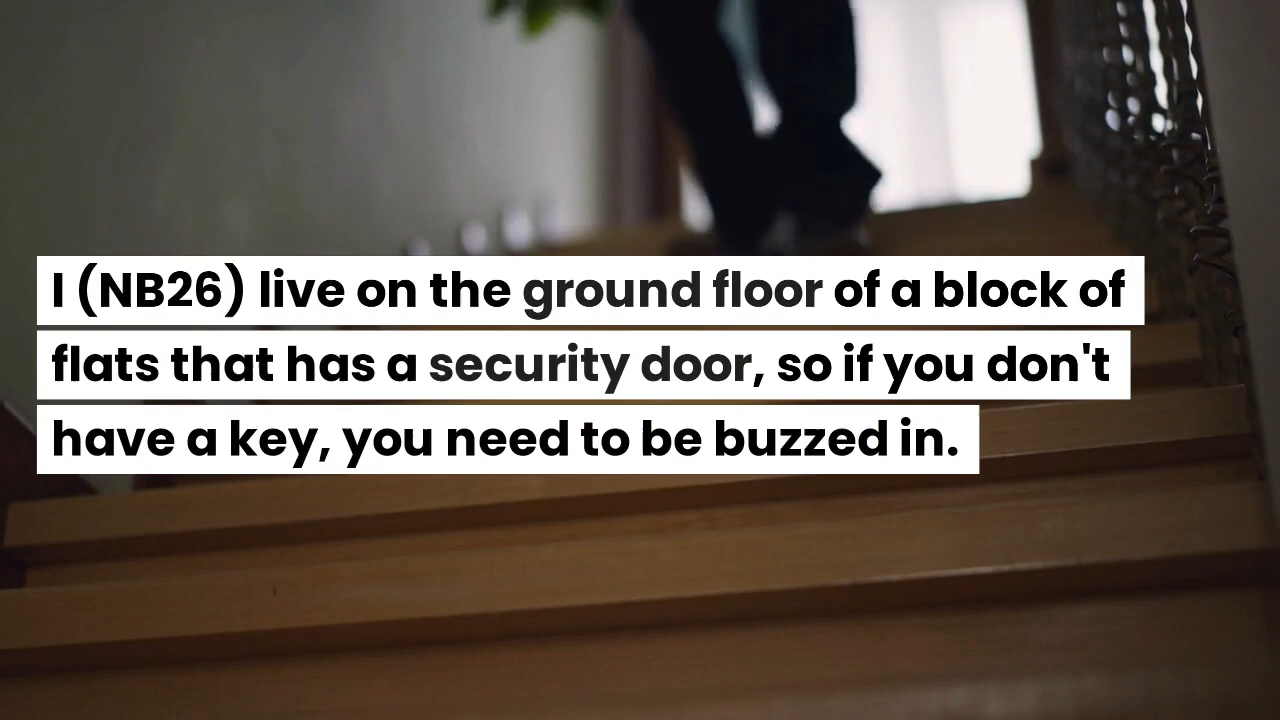 I (NB26) live on the ground floor of a block of
flats that has a security door, so if you don't
have a key, you need to be buzzed in.